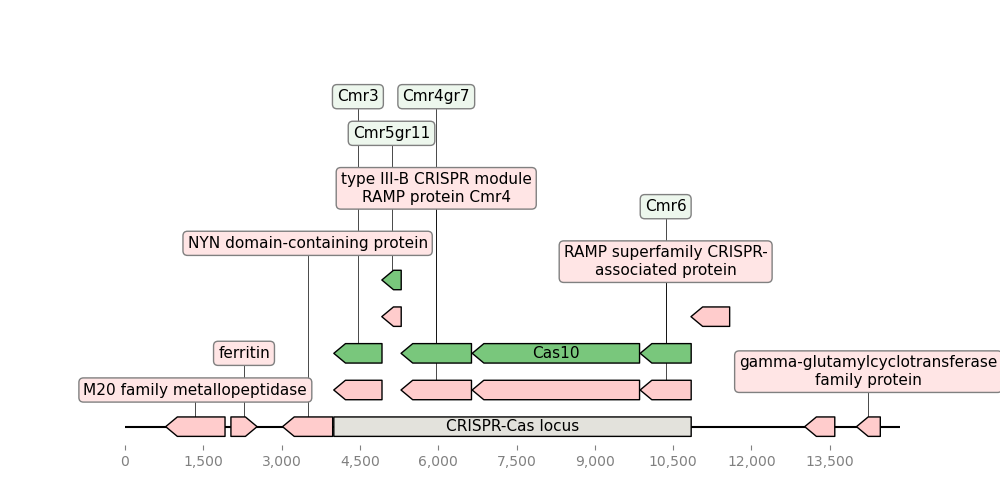 Cmr3
Cmr4gr7
Cmr5gr11
type III-B CRISPR module
RAMP protein Cmr4
Cmr6
NYN domain-containing protein
RAMP superfamily CRISPR-
associated protein
ferritin
Cas10
gamma-glutamylcyclotransferase
family protein
M20 family metallopeptidase
CRISPR-Cas locus
0 1,500 3,000 4,500 6,000 7,500 9,000 10,500 12,000 13,500